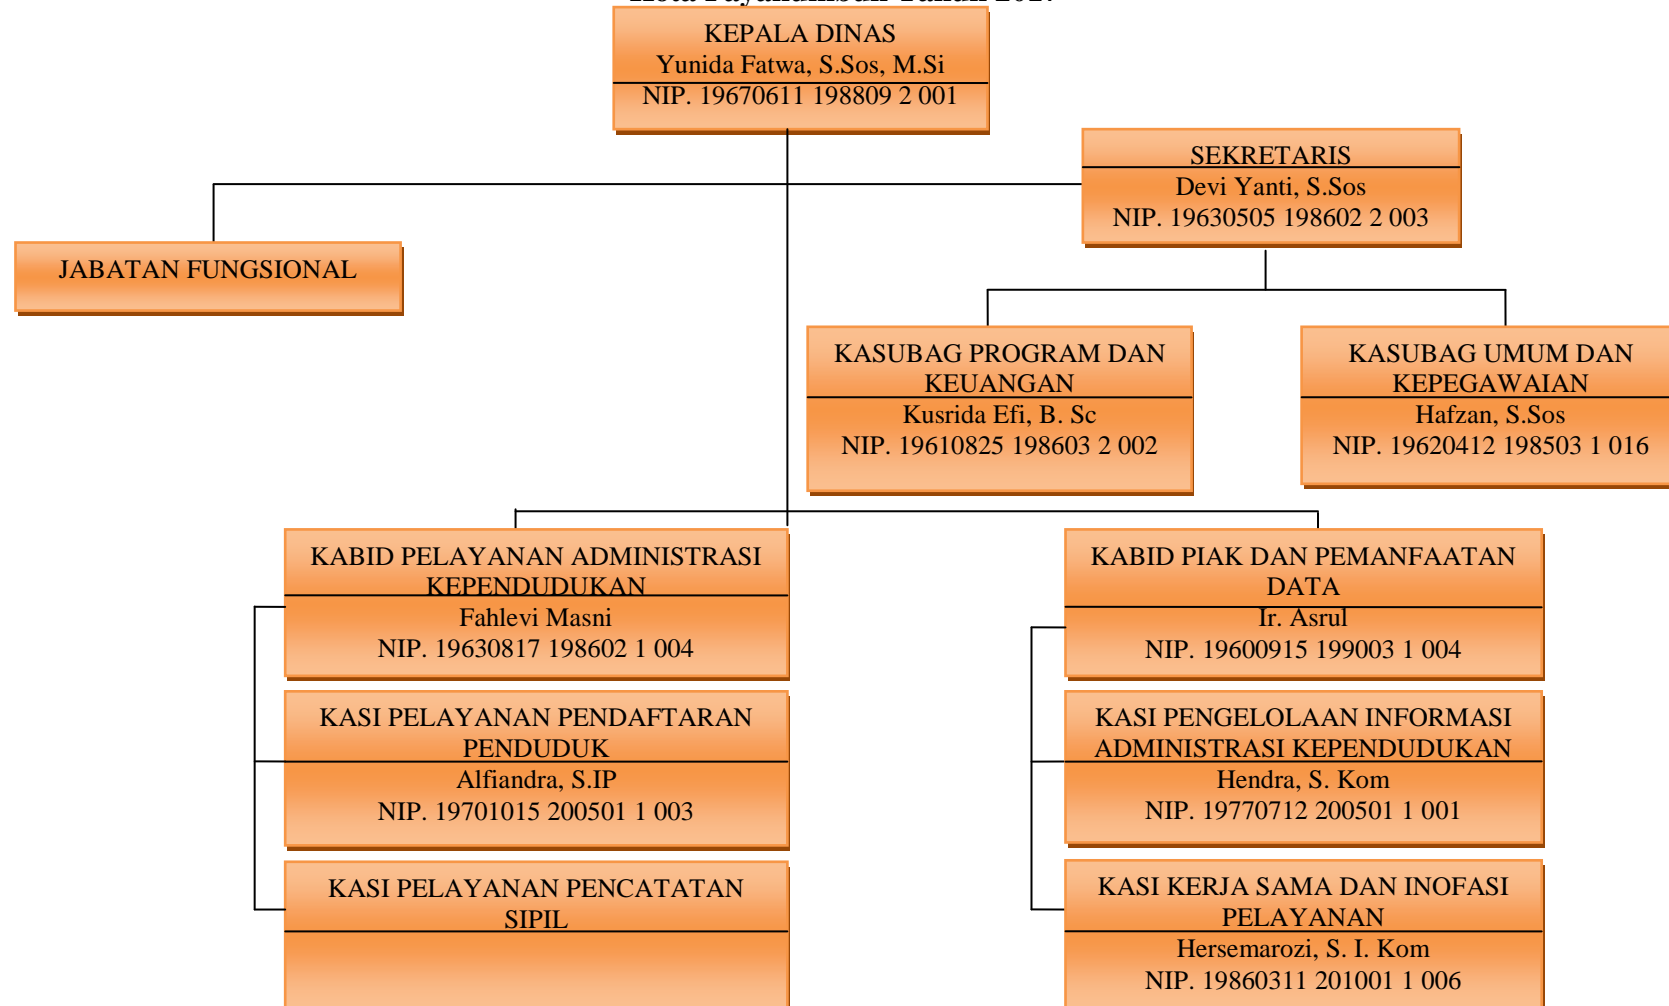 KEPALA DINAS
Yunida Fatwa, S.Sos, M.Si
NIP. 19670611 198809 2 001
SEKRETARIS
Devi Yanti, S.Sos
NIP. 19630505 198602 2 003
JABATAN FUNGSIONAL
KASUBAG PROGRAM DAN
KEUANGAN
Kusrida Efi, B. Sc
NIP. 19610825 198603 2 002
KASUBAG UMUM DAN
KEPEGAWAIAN
Hafzan, S.Sos
NIP. 19620412 198503 1 016
KABID PELAYANAN ADMINISTRASI
KEPENDUDUKAN
Fahlevi Masni
NIP. 19630817 198602 1 004
KABID PIAK DAN PEMANFAATAN
DATA
Ir. Asrul
NIP. 19600915 199003 1 004
KASI PELAYANAN PENDAFTARAN
PENDUDUK
Alfiandra, S.IP
NIP. 19701015 200501 1 003
KASI PENGELOLAAN INFORMASI
ADMINISTRASI KEPENDUDUKAN
Hendra, S. Kom
NIP. 19770712 200501 1 001
KASI PELAYANAN PENCATATAN
SIPIL
KASI KERJA SAMA DAN INOFASI
PELAYANAN
Hersemarozi, S. I. Kom
NIP. 19860311 201001 1 006